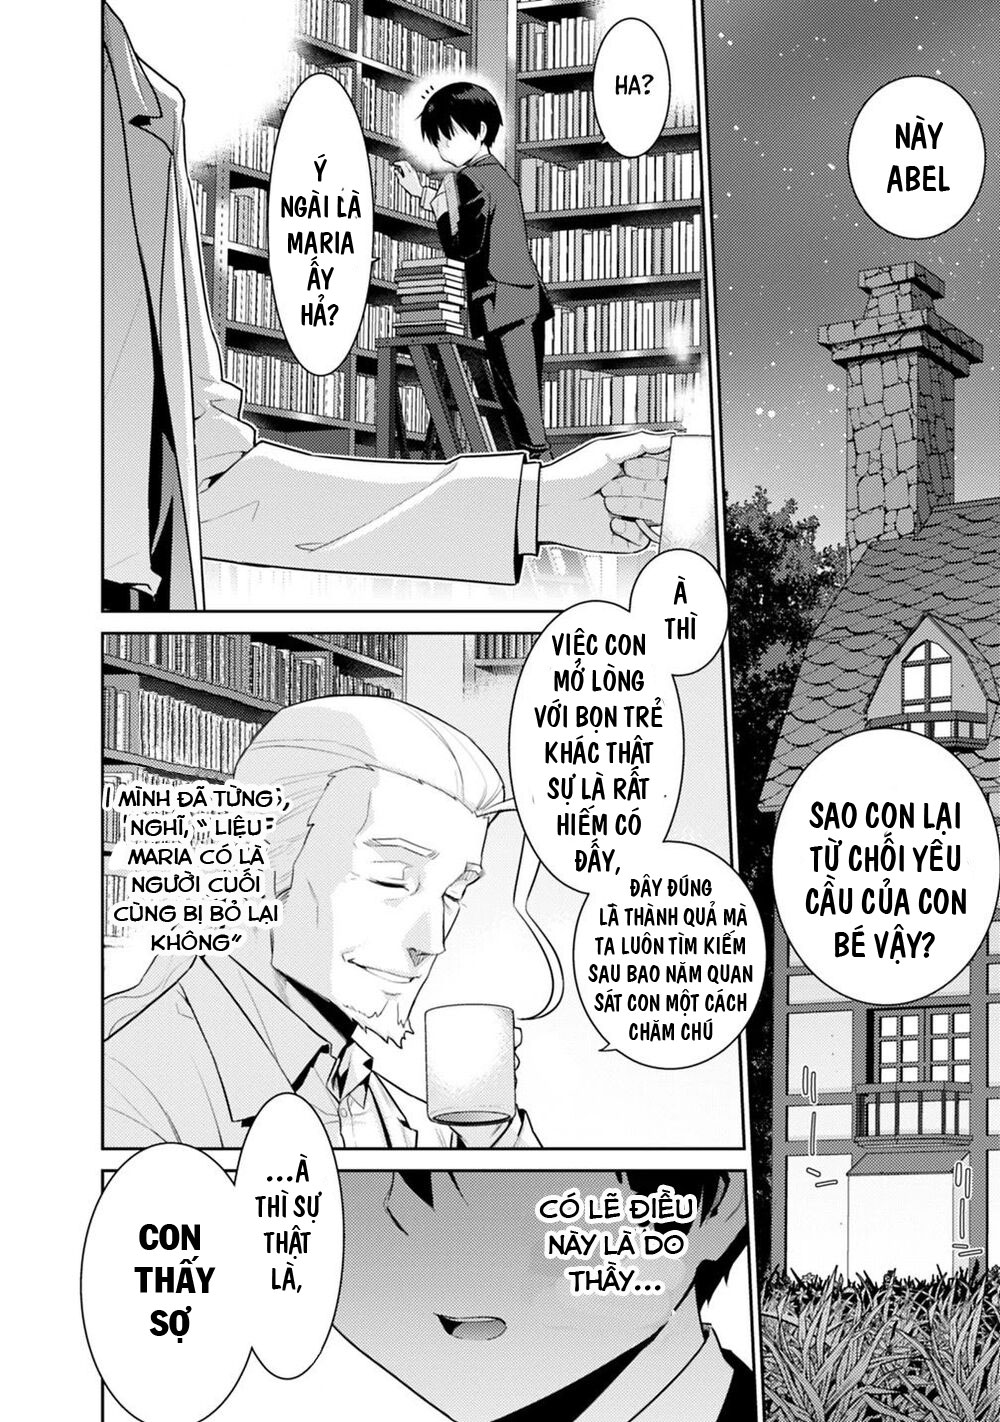 NÀY
ABEL
SAO CON LẠI
TỪ CHỐI YÊU
CẦU CỦA CON
BÉ VẬY?
HA?
Ý
NGÀI LÀ
MARIA
ẤY
HẢ?
À
THÌ
VIỆC CON
MỞ LÒNG
VỚI BỌN TRẺ
KHÁC THẬT
SỰ LÀ RẤT
HIẾM CÓ
ĐẤY,
ĐÂY ĐÚNG
LÀ THÀNH QUẢ MÀ
TA LUÔN TÌM KIẾM
SAU BAO NĂM QUAN
SÁT CON MỘT CÁCH
CHĂM CHÚ
MÌNH ĐÃ TỪNG
NGHĨ, “ LIỆU
MARIA CÓ LÀ
NGƯỜI CUỐI
CÙNG BỊ BỎ LẠI
KHÔNG”
CÓ LẼ ĐIỀU
NÀY LÀ DO
THẦY...
...À
THÌ SỰ
THẬT
LÀ,
CON
THẤY
SỢ